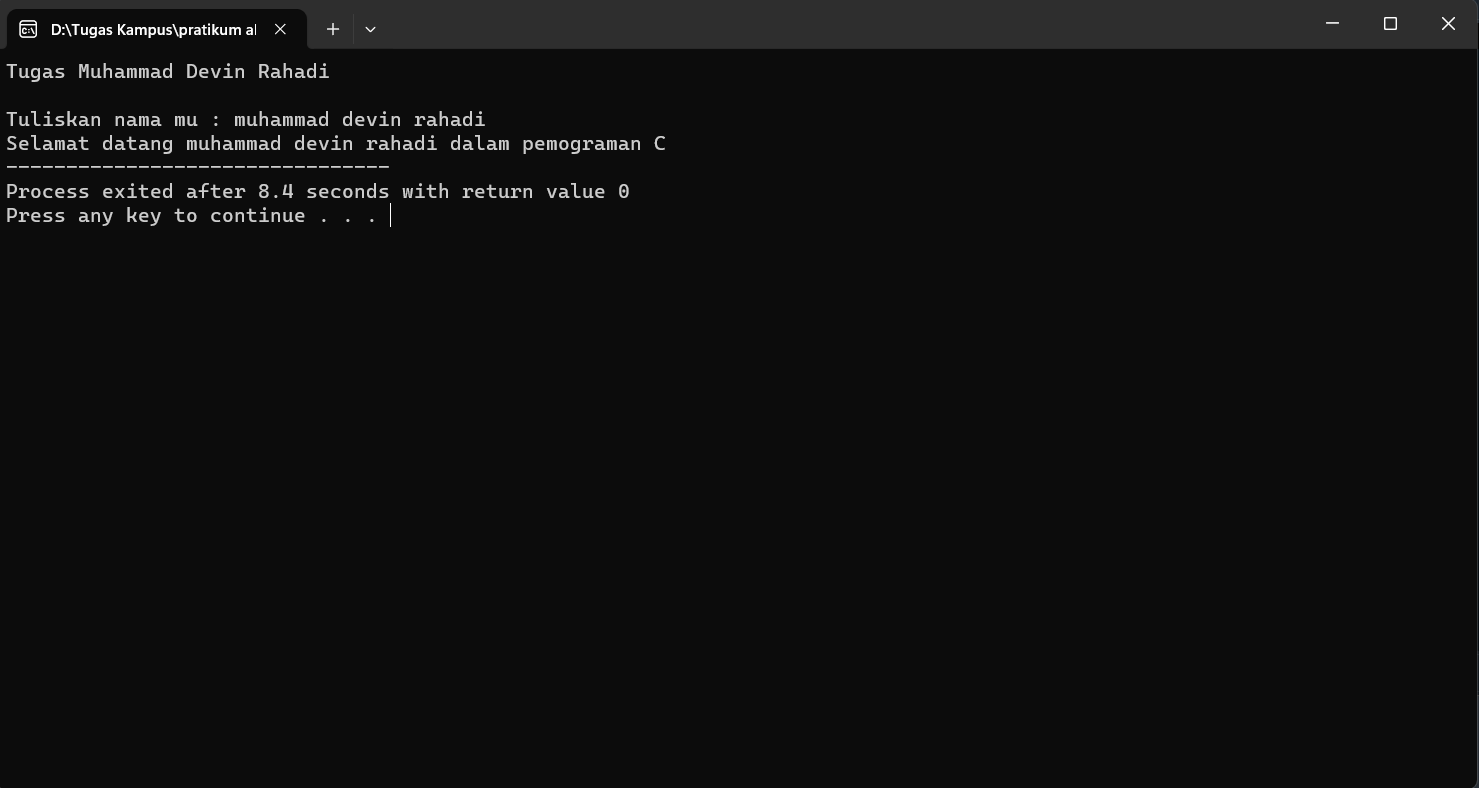 D:\Tugas Kampus\pratikum al
Tugas Muhammad Devin Rahadi
Tuliskan nama mu : muhammad devin rahadi
Selamat datang muhammad devin rahadi dalam pemograman C
--------------------------------
Process exited after 8.4 seconds with return value 0
Press any key to continue . . .